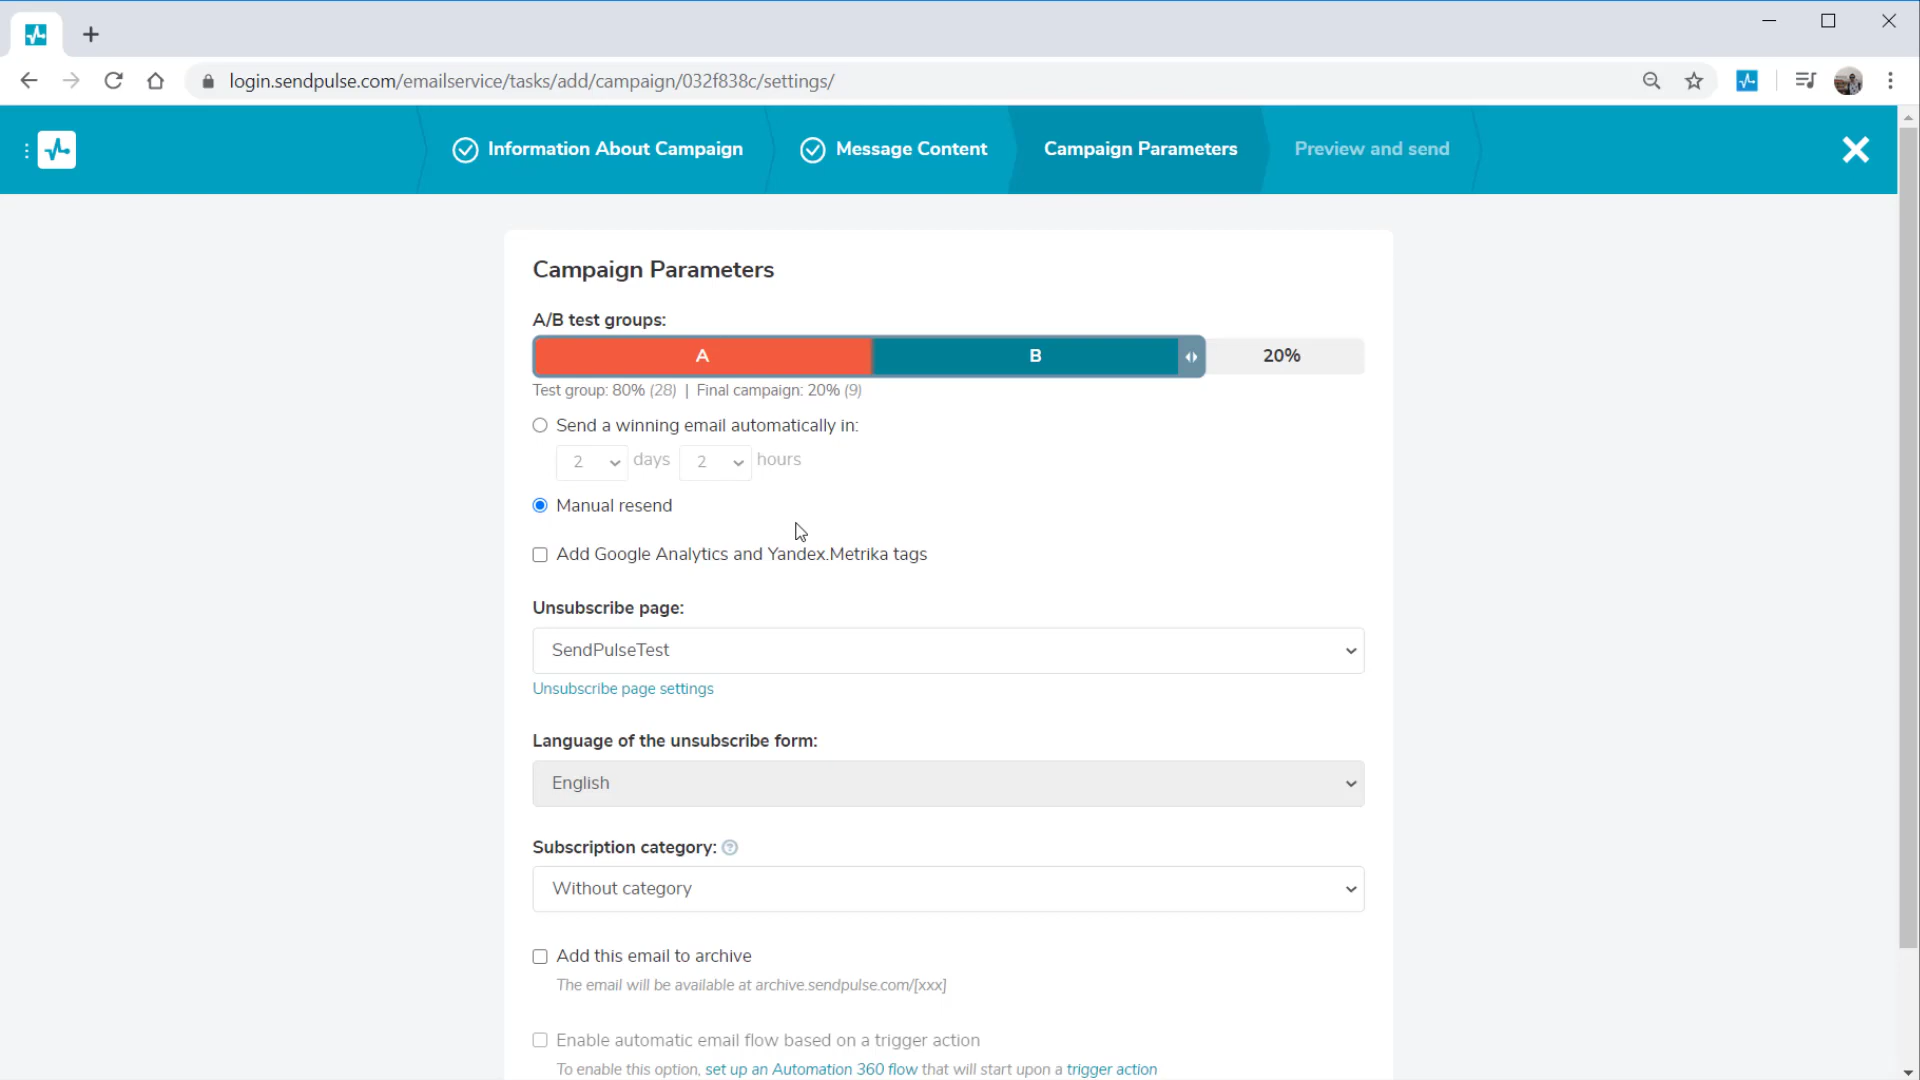 login.sendpulse.com/emailservice/tasks/add/campaign/032f838c/settings/
Information About Campaign
Message Content
Campaign Parameters
Preview and send
Campaign Parameters
A/B test groups:
A
B
20%
Test group: 80% (28) | Final campaign: 20% (9)
Send a winning email automatically in:
2 days 2 hours
Manual resend
Add Google Analytics and Yandex.Metrika tags
Unsubscribe page:
SendPulseTest
Unsubscribe page settings
Language of the unsubscribe form:
English
Subscription category: ?
Without category
Add this email to archive
The email will be available at archive.sendpulse.com/[xxx]
Enable automatic email flow based on a trigger action
To enable this option, set up an Automation 360 flow that will start upon a trigger action